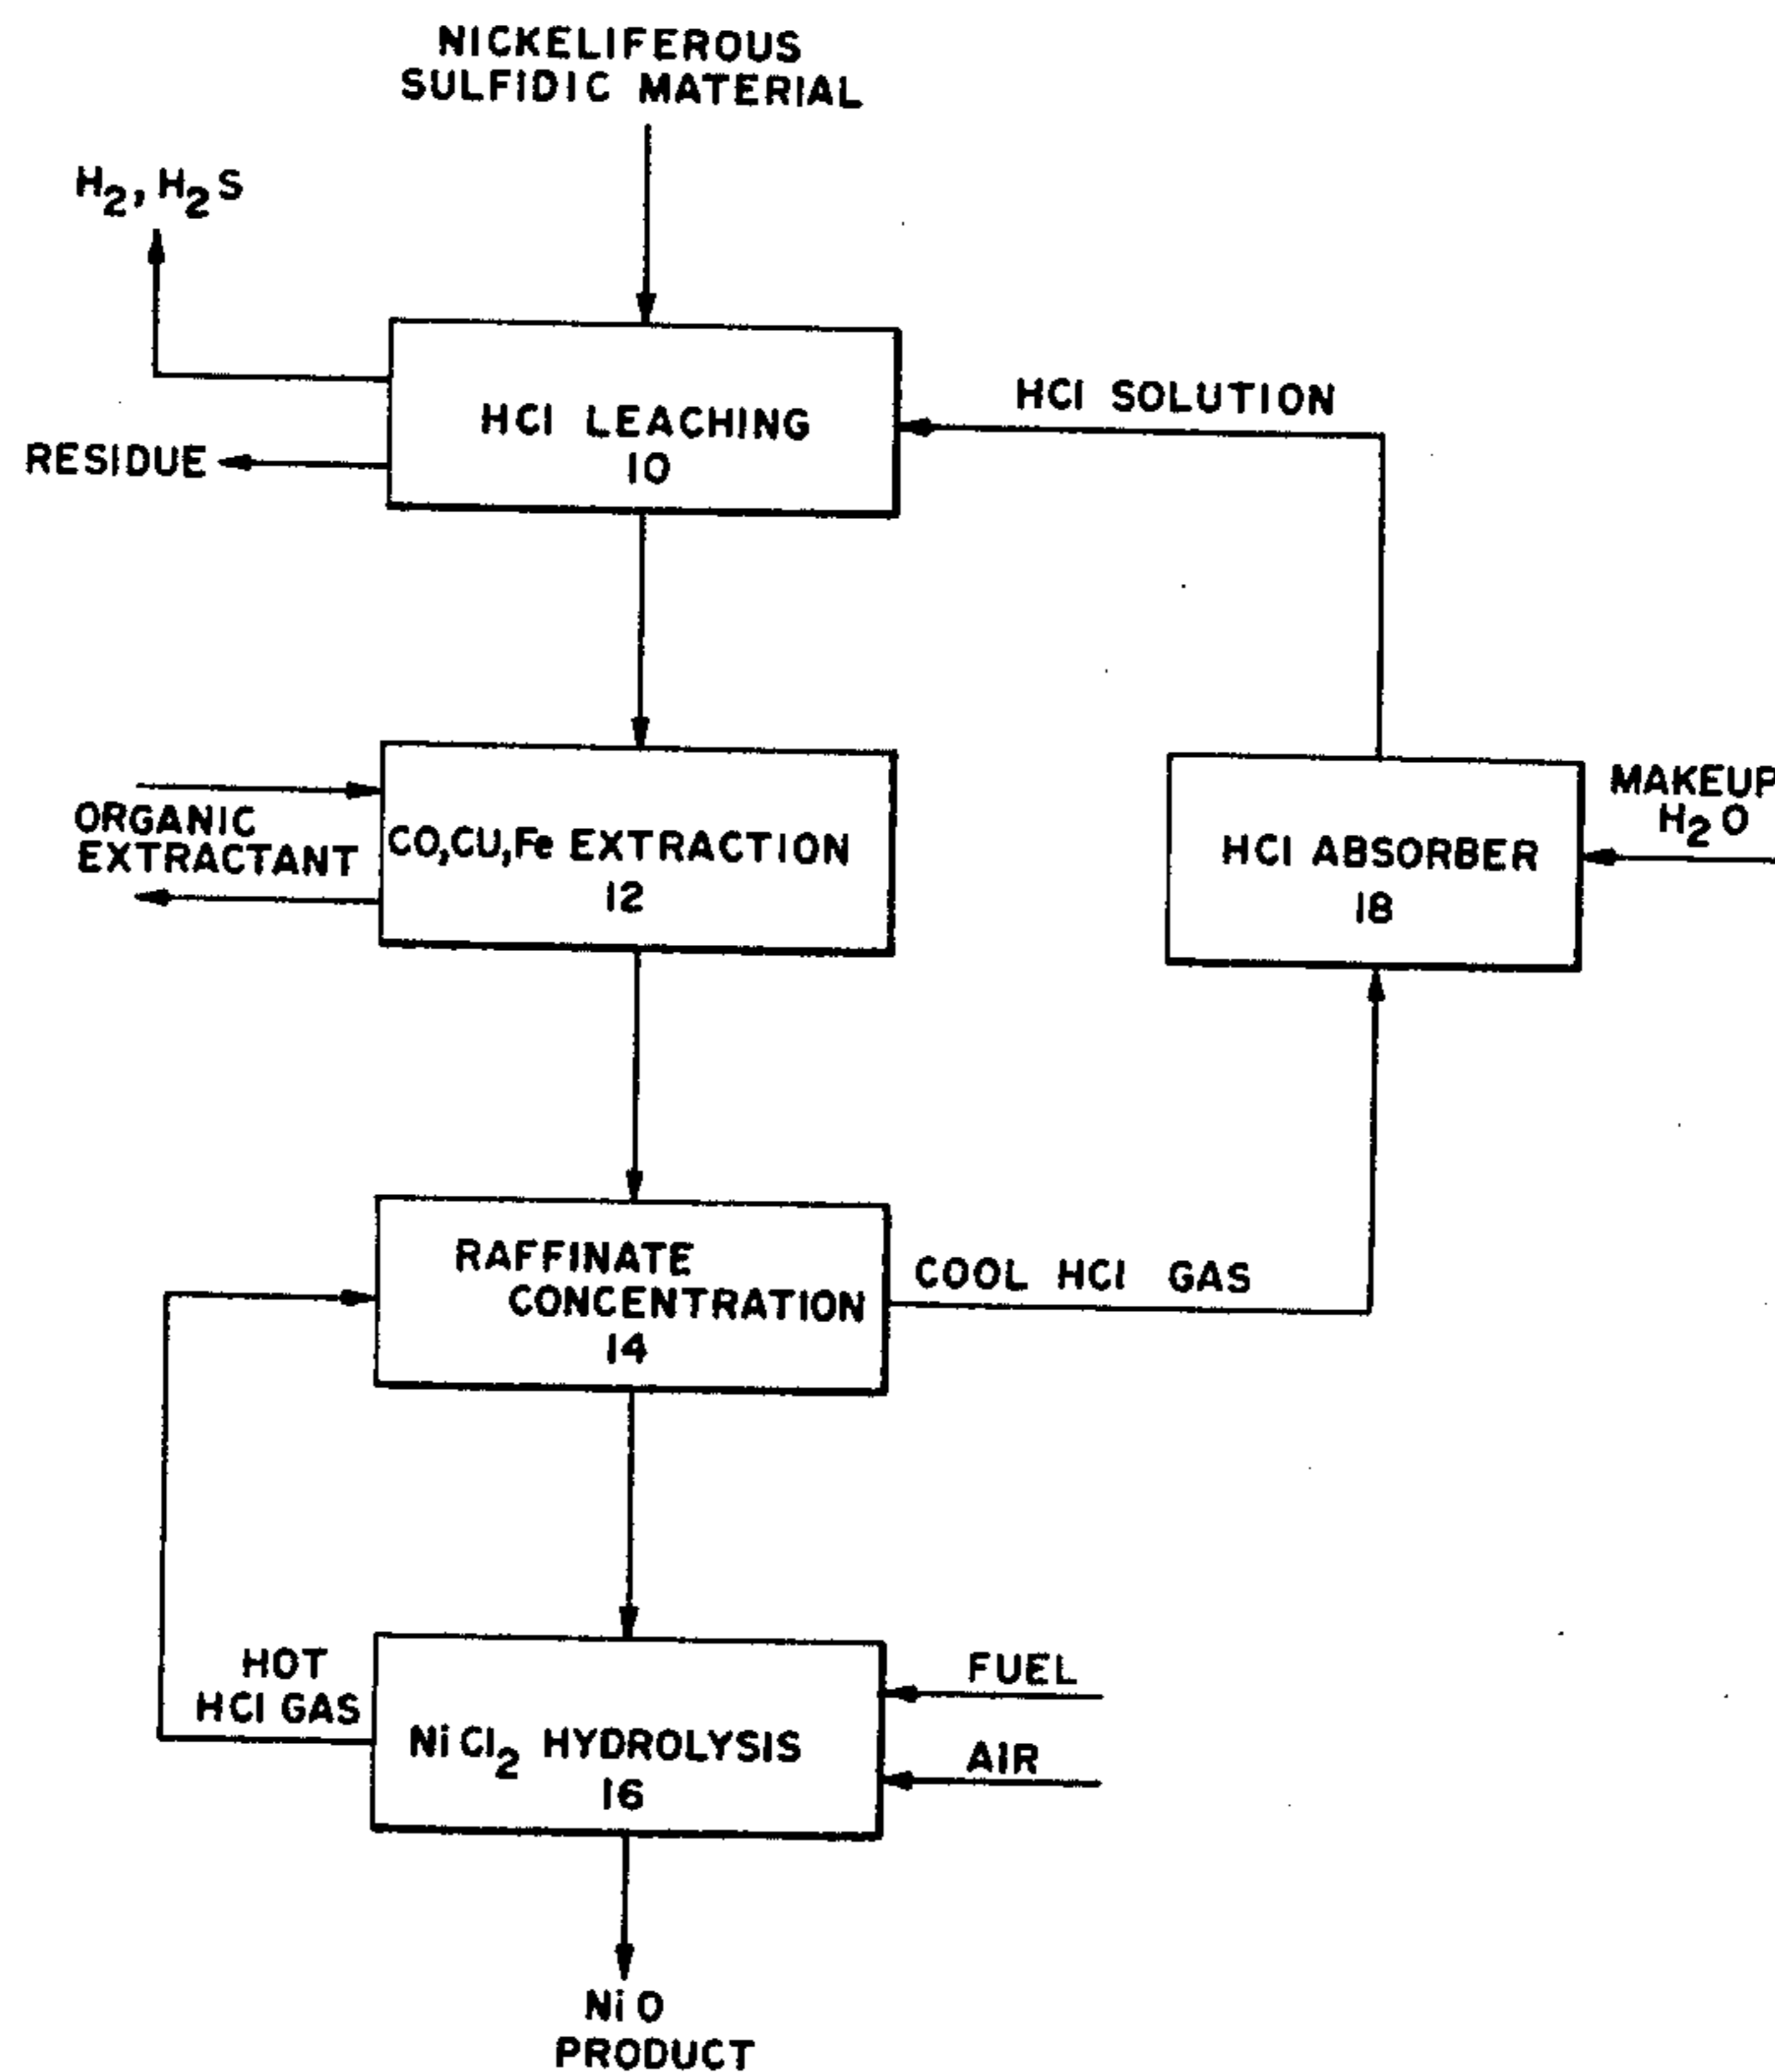 NICKELIFEROUS
SULFIDIC MATERIAL
H2, H2S
HCl LEACHING
10
HCl SOLUTION
RESIDUE
ORGANIC
EXTRACTANT
CO,CU,Fe EXTRACTION
12
HCl ABSORBER
18
MAKEUP
H2O
RAFFINATE
CONCENTRATION
14
COOL HCl GAS
HOT
HCl GAS
NiCl2 HYDROLYSIS
16
FUEL
AIR
NiO
PRODUCT